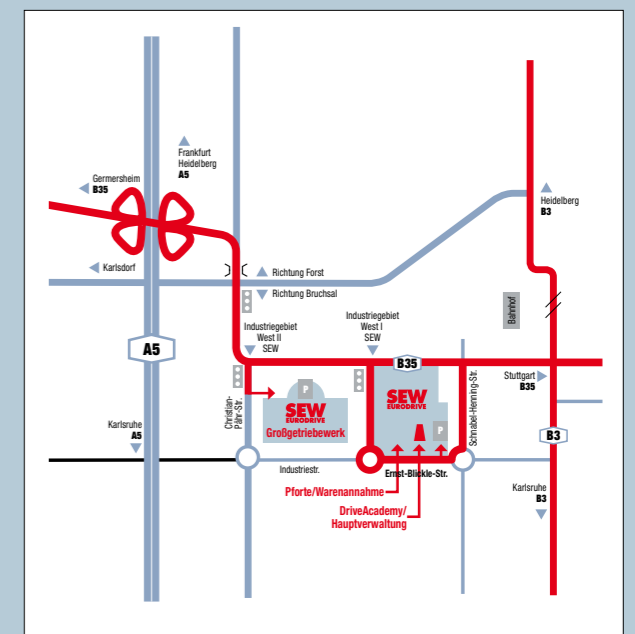 Frankfurt
Heidelberg
A5
Germersheim
B35
Heidelberg
B3
Karlsdorf
Richtung Forst
Richtung Bruchsal
Bahnhof
Industriegebiet
West II
SEW
Industriegebiet
West I
SEW
A5
B35
Stuttgart
B35
Christian-
Pähr-Str.
P
SEW
EURODRIVE
Großgetriebewerk
SEW
EURODRIVE
P
Schnabel-Henning-Str.
Karlsruhe
A5
B3
Industriestr.
Ernst-Blickle-Str.
Pforte/Warenannahme
DriveAcademy/
Hauptverwaltung
Karlsruhe
B3